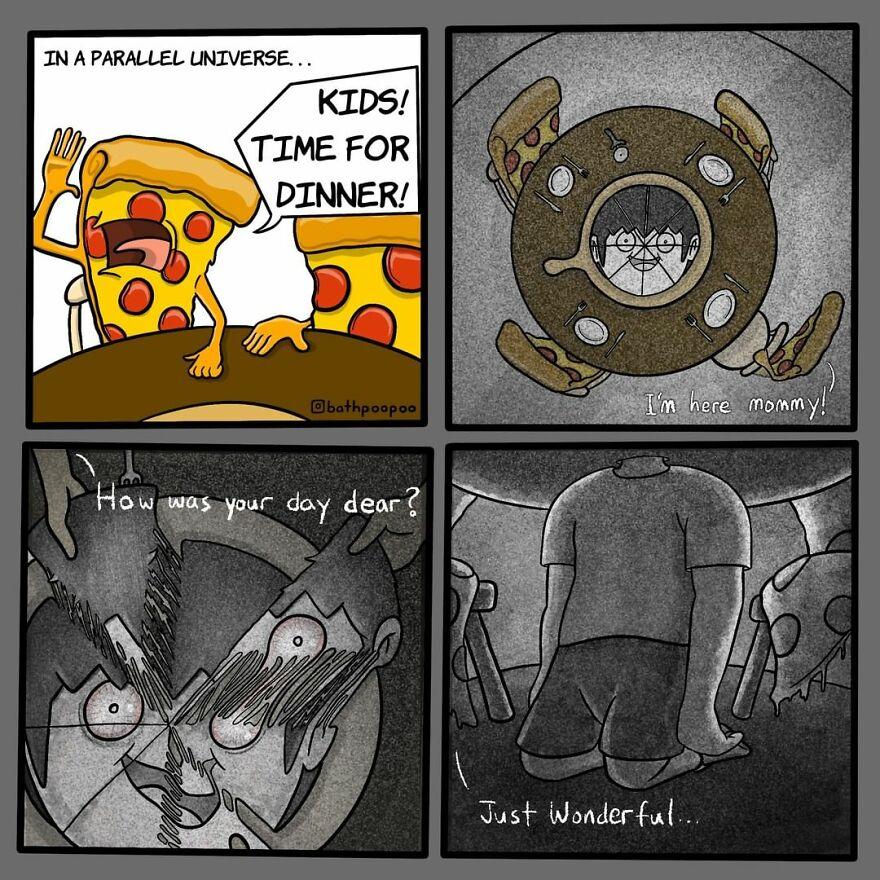 IN A PARALLEL UNIVERSE...
KIDS!
TIME FOR
DINNER!
@bathpoopoo
I'm here mommy!
How was your day dear?
Just Wonderful...